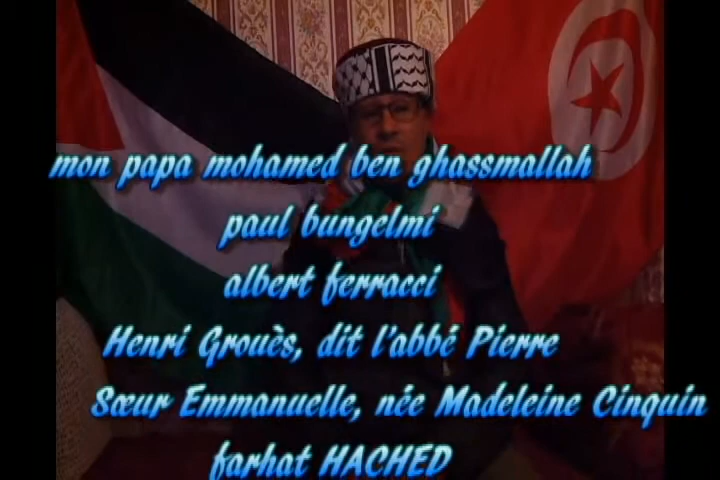 mon papa mohamed ben ghassmallah
paul bungelmi
albert ferracci
Henri Grouès, dit l'abbé Pierre
Sœur Emmanuelle, née Madeleine Cinquin
farhat HACHED